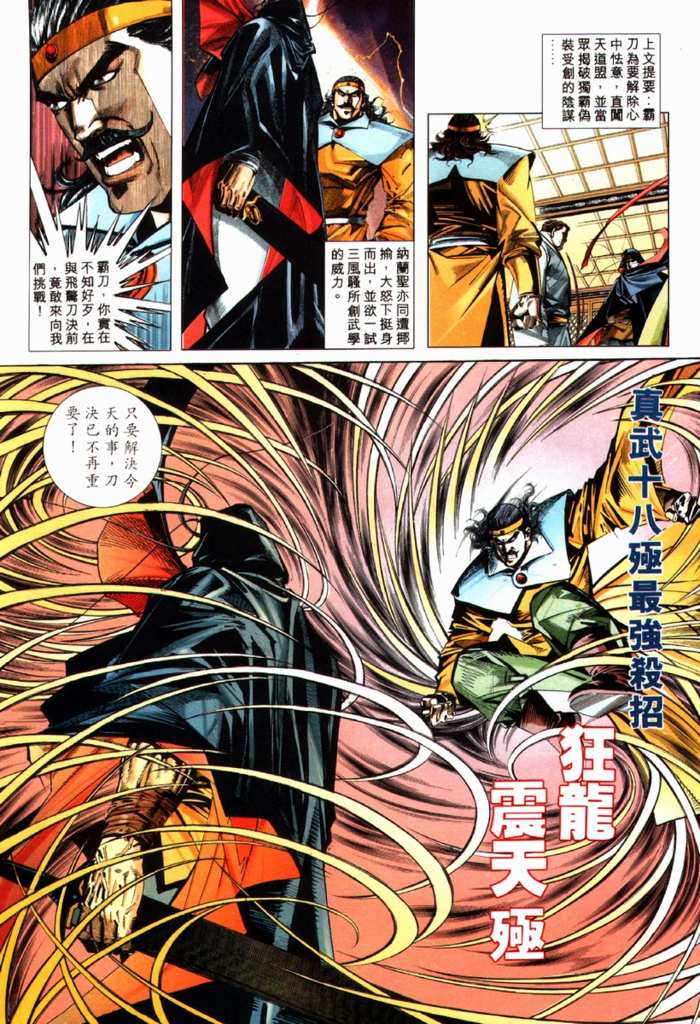 上文提要：霸
刀為要解除心
中怯意，直闖
天道盟，並當
眾揭破獨霸偽
裝受創的陰謀
……
納蘭聖亦同遭揶
揄，大怒下挺身
而出，並欲一試
三風騷所創武學
的威力。
霸刀，你實在
不知好歹，在
與飛鷲刀決前
，竟敢來向我
們挑戰！
只要解決今
天的事，刀
決已不再重
要了！
真武十八殛最強殺招
狂龍
震天殛